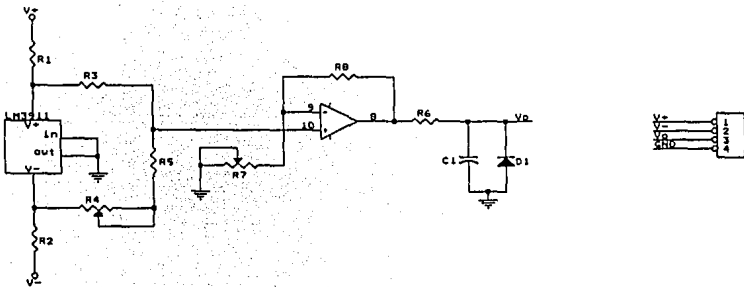 V+
R1
R3
LM3911
V+
in
out
V-
R5
R4
R2
V-
R8
9
10
8
R7
R6
Vo
C1
D1
V+
V-
Vo
GND
1
2
3
4